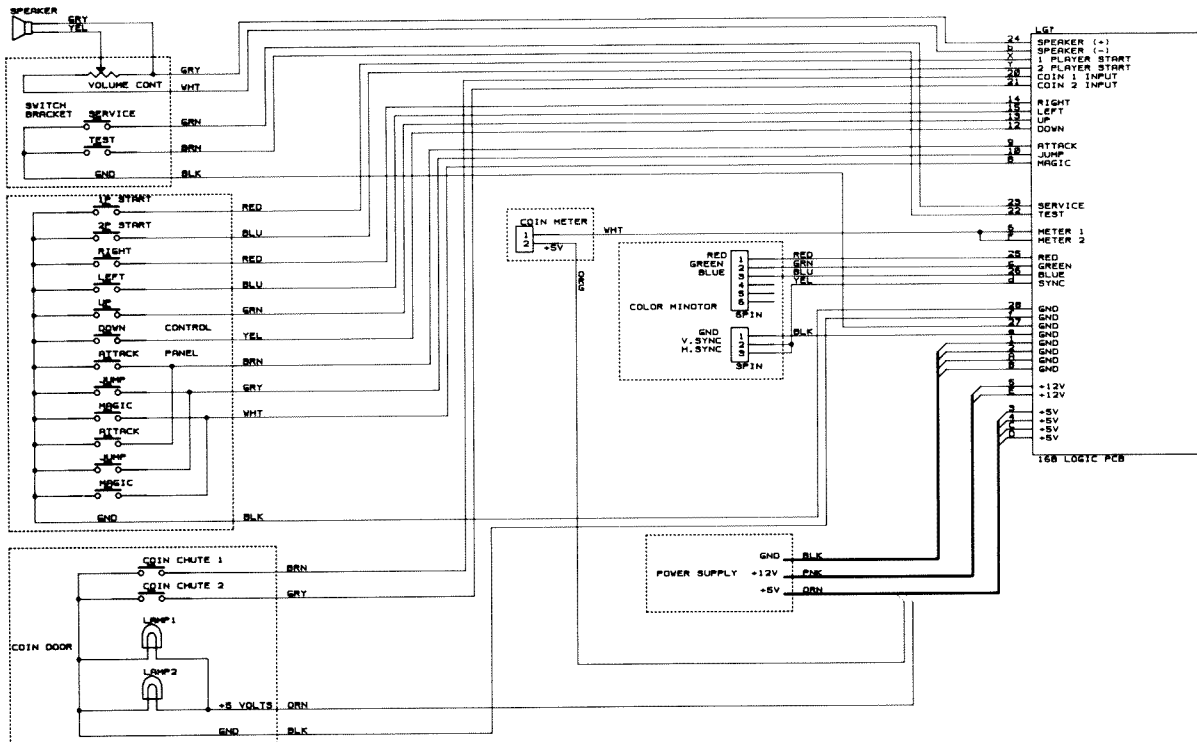 SPEAKER
GRY
YEL
GRY
WHT
VOLUME CONT
SWITCH
BRACKET
SERVICE
GRN
TEST
BRN
GND
BLK
1P START
RED
2P START
BLU
RIGHT
RED
LEFT
BLU
UP
GRN
DOWN
CONTROL
YEL
ATTACK
PANEL
BRN
JUMP
GRY
MAGIC
WHT
ATTACK
JUMP
MAGIC
GND
BLK
COIN CHUTE 1
BRN
COIN CHUTE 2
GRY
LAMP1
COIN DOOR
LAMP2
+5 VOLTS
ORN
GND
BLK
COIN METER
1
2
+5V
WHT
ORG
COLOR MINOTOR
RED
GREEN
BLUE
1
2
3
4
5
6
RED
GRN
BLU
YEL
GND
V.SYNC
H.SYNC
1
2
3
BLK
3PIN
POWER SUPPLY
GND
BLK
+12V
PNK
+5V
ORN
24 SPEAKER (+)
SPEAKER (-)
1 PLAYER START
2 PLAYER START
20 COIN 1 INPUT
21 COIN 2 INPUT
14 RIGHT
15 LEFT
13 UP
12 DOWN
9 ATTACK
10 JUMP
8 MAGIC
23 SERVICE
22 TEST
METER 1
METER 2
25 RED
GREEN
26 BLUE
SYNC
28 GND
GND
27 GND
GND
GND
GND
GND
GND
+12V
+12V
+5V
+5V
+5V
+5V
168 LOGIC PCB